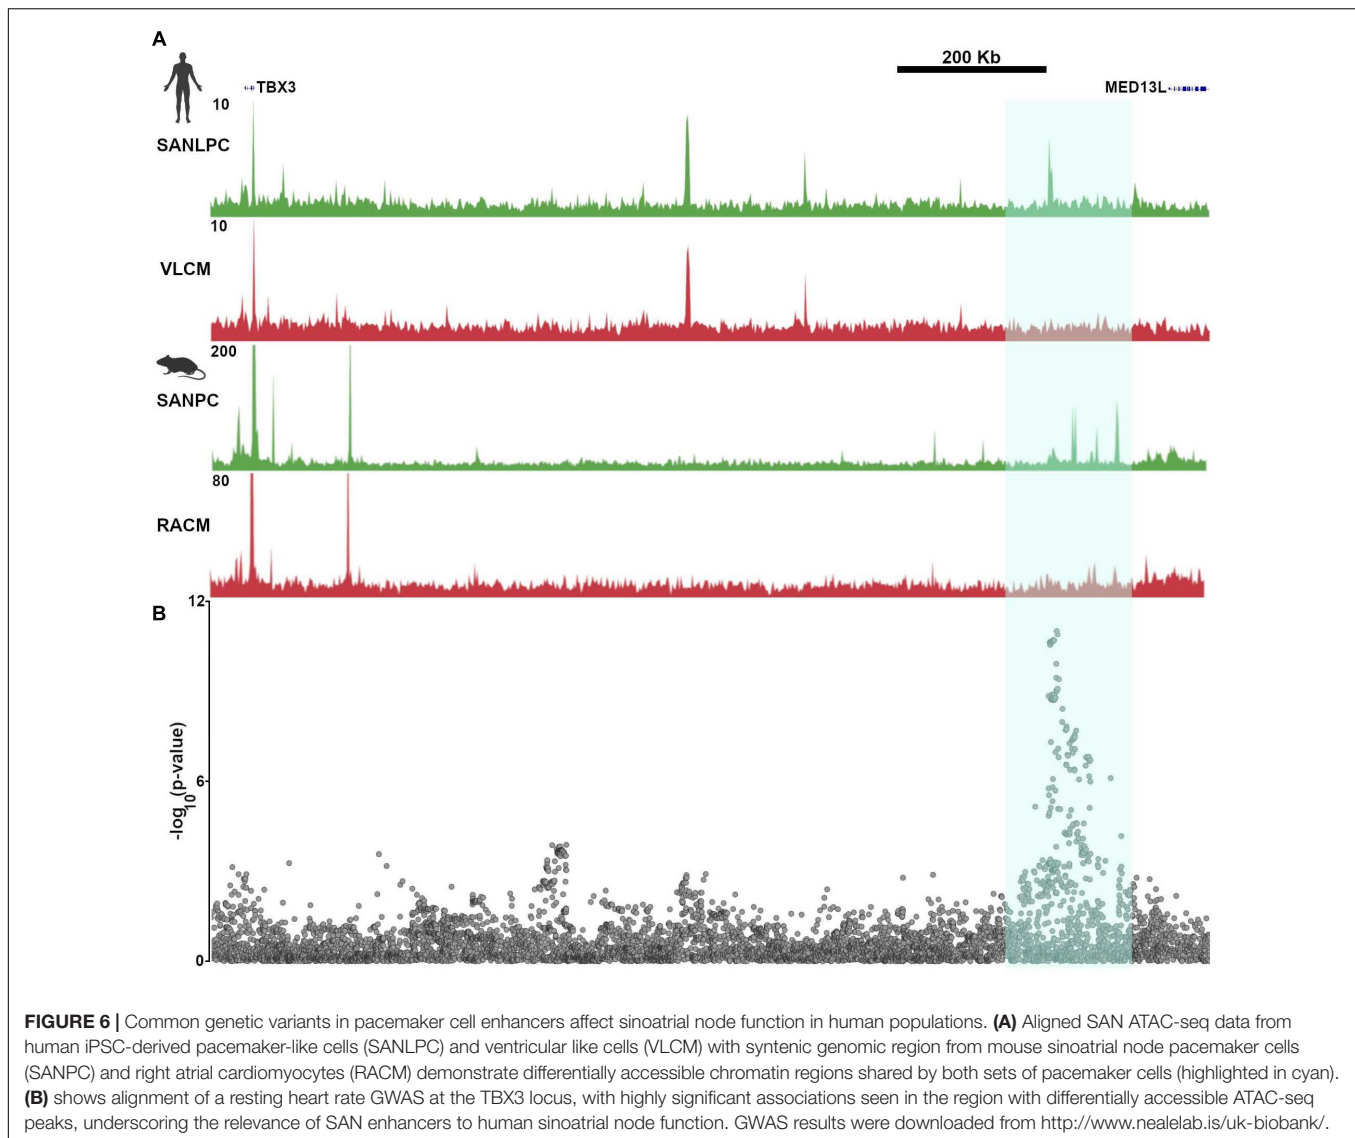 A
200 Kb
TBX3
MED13L
10
SANLPC
10
VLCM
200
SANPC
80
RACM
B
12
6
0
-log10(p-value)
FIGURE 6 | Common genetic variants in pacemaker cell enhancers affect sinoatrial node function in human populations. (A) Aligned SAN ATAC-seq data from
human iPSC-derived pacemaker-like cells (SANLPC) and ventricular like cells (VLCM) with syntenic genomic region from mouse sinoatrial node pacemaker cells
(SANPC) and right atrial cardiomyocytes (RACM) demonstrate differentially accessible chromatin regions shared by both sets of pacemaker cells (highlighted in cyan).
(B) shows alignment of a resting heart rate GWAS at the TBX3 locus, with highly significant associations seen in the region with differentially accessible ATAC-seq
peaks, underscoring the relevance of SAN enhancers to human sinoatrial node function. GWAS results were downloaded from http://www.nealelab.is/uk-biobank/.